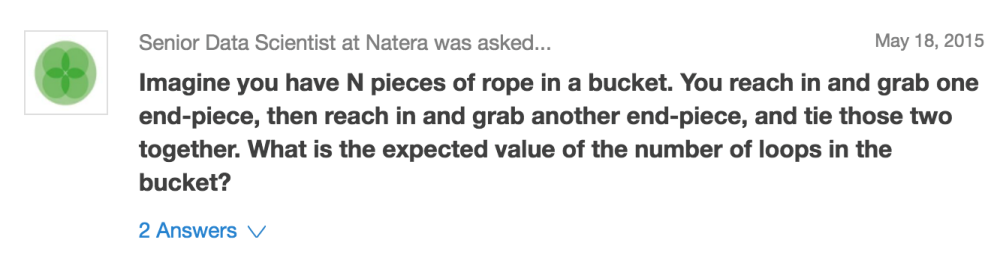 Senior Data Scientist at Natera was asked...
May 18, 2015
Imagine you have N pieces of rope in a bucket. You reach in and grab one
end-piece, then reach in and grab another end-piece, and tie those two
together. What is the expected value of the number of loops in the
bucket?
2 Answers